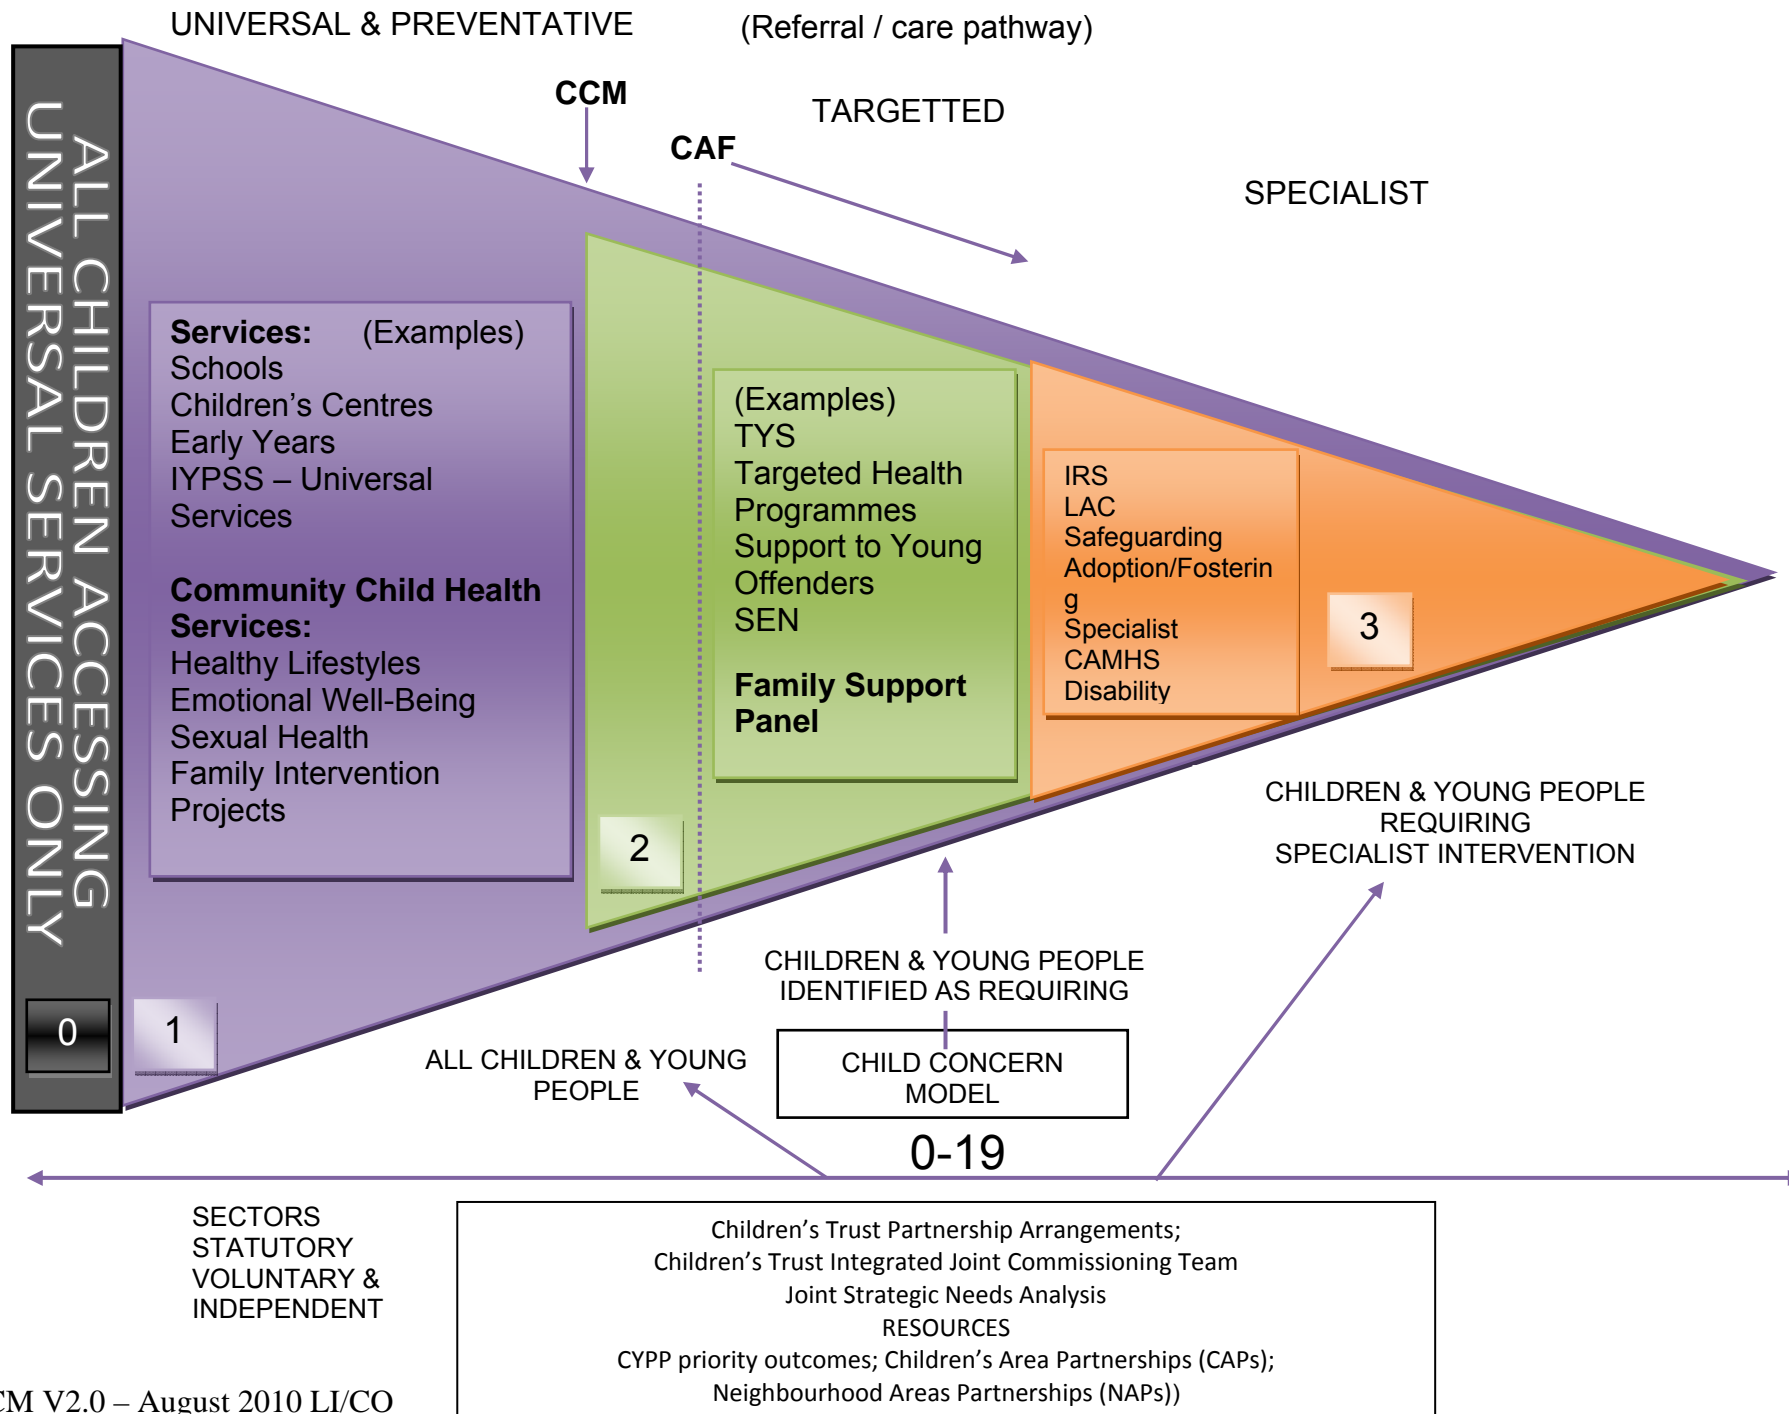 UNIVERSAL & PREVENTATIVE
(Referral / care pathway)
CCM
TARGETTED
CAF
SPECIALIST
ALL CHILDREN ACCESSING
UNIVERSAL SERVICES ONLY
Services: (Examples)
Schools
Children’s Centres
Early Years
IYPSS – Universal
Services
Community Child Health
Services:
Healthy Lifestyles
Emotional Well-Being
Sexual Health
Family Intervention
Projects
(Examples)
TYS
Targeted Health
Programmes
Support to Young
Offenders
SEN
Family Support
Panel
IRS
LAC
Safeguarding
Adoption/Fosterin
g
Specialist
CAMHS
Disability
3
2
0
1
CHILDREN & YOUNG PEOPLE
REQUIRING
SPECIALIST INTERVENTION
CHILDREN & YOUNG PEOPLE
IDENTIFIED AS REQUIRING
ALL CHILDREN & YOUNG
PEOPLE
CHILD CONCERN
MODEL
0-19
SECTORS
STATUTORY
VOLUNTARY &
INDEPENDENT
Children’s Trust Partnership Arrangements;
Children’s Trust Integrated Joint Commissioning Team
Joint Strategic Needs Analysis
RESOURCES
CYPP priority outcomes; Children’s Area Partnerships (CAPs);
Neighbourhood Areas Partnerships (NAPs))
CM V2.0 – August 2010 LI/CO